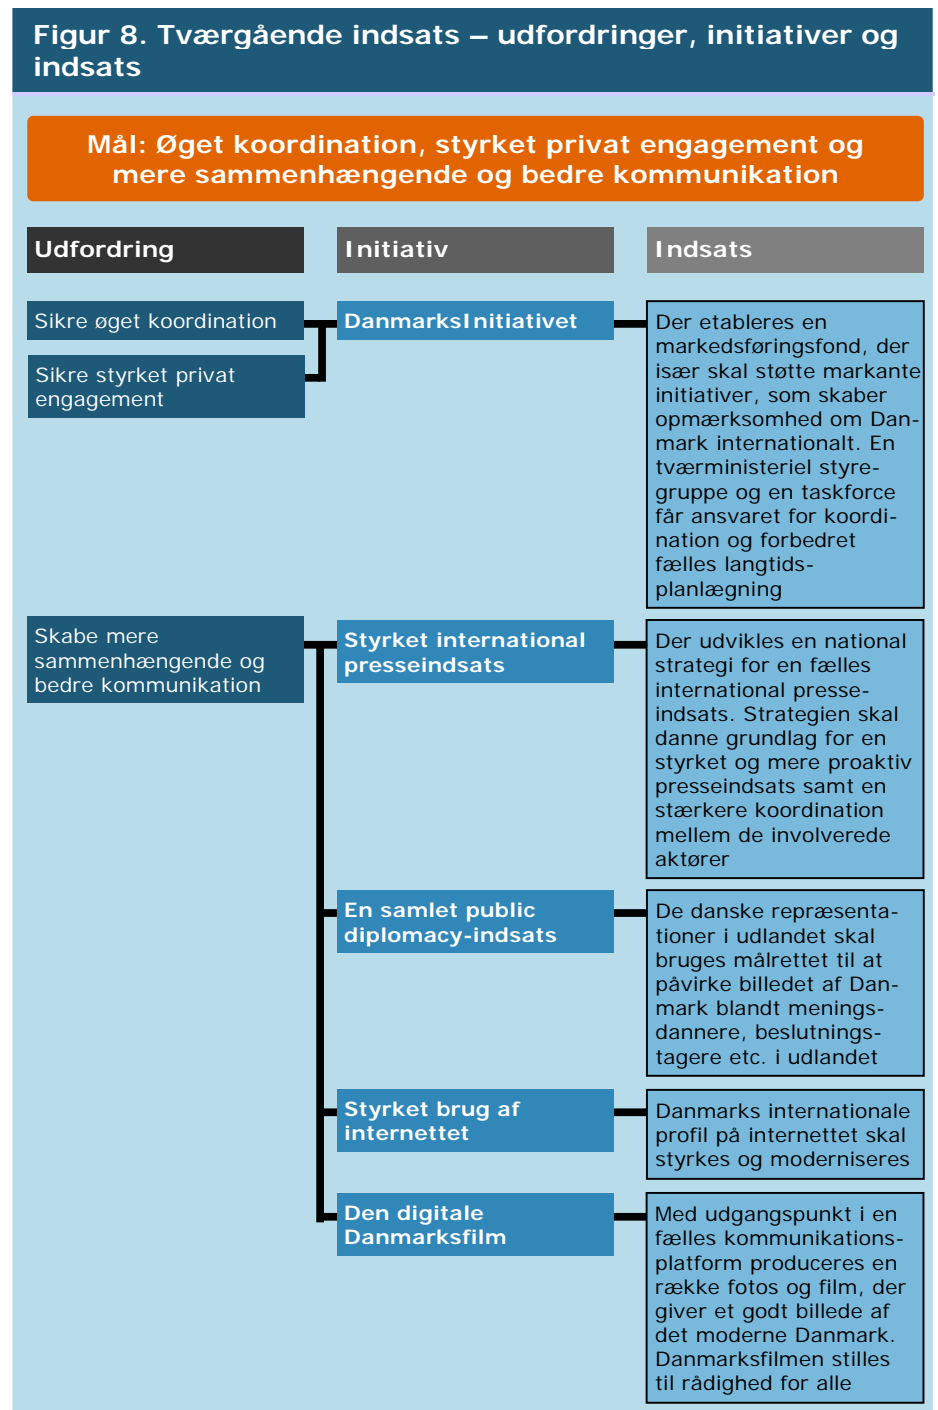 Figur 8. Tværgående indsats – udfordringer, initiativer og
indsats
Mål: Øget koordination, styrket privat engagement og
mere sammenhængende og bedre kommunikation
Udfordring
Initiativ
Indsats
Sikre øget koordination
Sikre styrket privat
engagement
DanmarksInitiativet
Der etableres en
markedsføringsfond, der
især skal støtte markante
initiativer, som skaber
opmærksomhed om Dan-
mark internationalt. En
tværministeriel styre-
gruppe og en taskforce
får ansvaret for koordi-
nation og forbedret
fælles langtids-
planlægning
Skabe mere
sammenhængende og
bedre kommunikation
Styrket international
presseindsats
Der udvikles en national
strategi for en fælles
international presse-
indsats. Strategien skal
danne grundlag for en
styrket og mere proaktiv
presseindsats samt en
stærkere koordination
mellem de involverede
aktører
En samlet public
diplomacy-indsats
De danske repræsenta-
tioner i udlandet skal
bruges målrettet til at
påvirke billedet af Dan-
mark blandt menings-
dannere, beslutnings-
tagere etc. i udlandet
Styrket brug af
internettet
Danmarks internationale
profil på internettet skal
styrkes og moderniseres
Den digitale
Danmarksfilm
Med udgangspunkt i en
fælles kommunikations-
platform produceres en
række fotos og film, der
giver et godt billede af
det moderne Danmark.
Danmarksfilmen stilles
til rådighed for alle